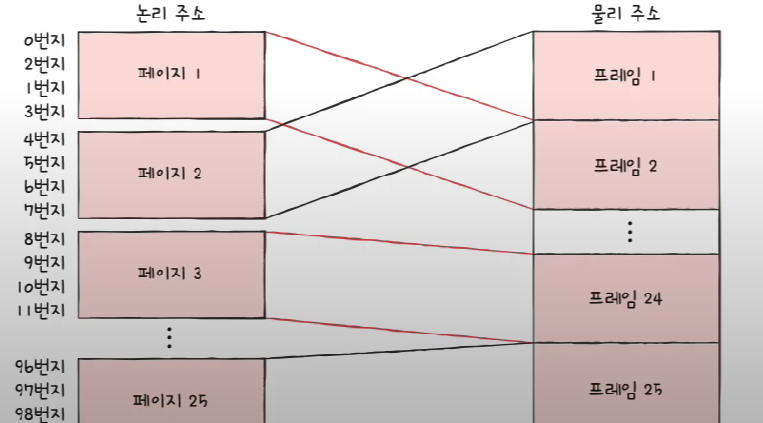 논리 주소
물리 주소
0번지
2번지
1번지
3번지
페이지 1
4번지
5번지
6번지
7번지
페이지 2
8번지
9번지
10번지
11번지
페이지 3
96번지
97번지
98번지
페이지 25
프레임 1
프레임 2
프레임 24
프레임 25